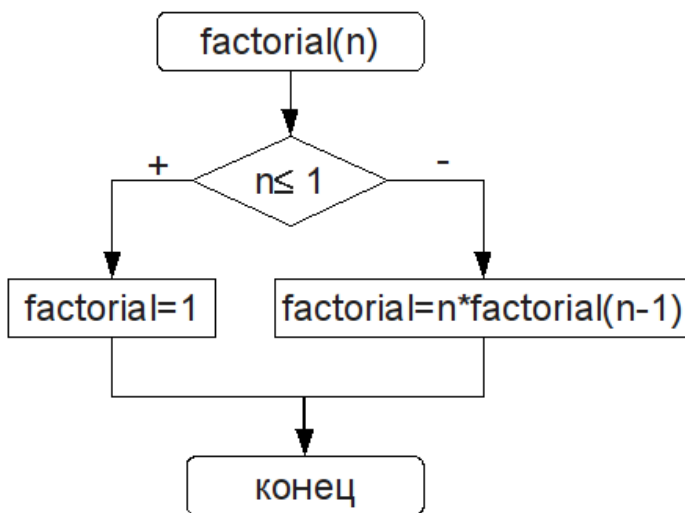 factorial(n)
+
n≤ 1
-
factorial=1
factorial=n*factorial(n-1)
конец